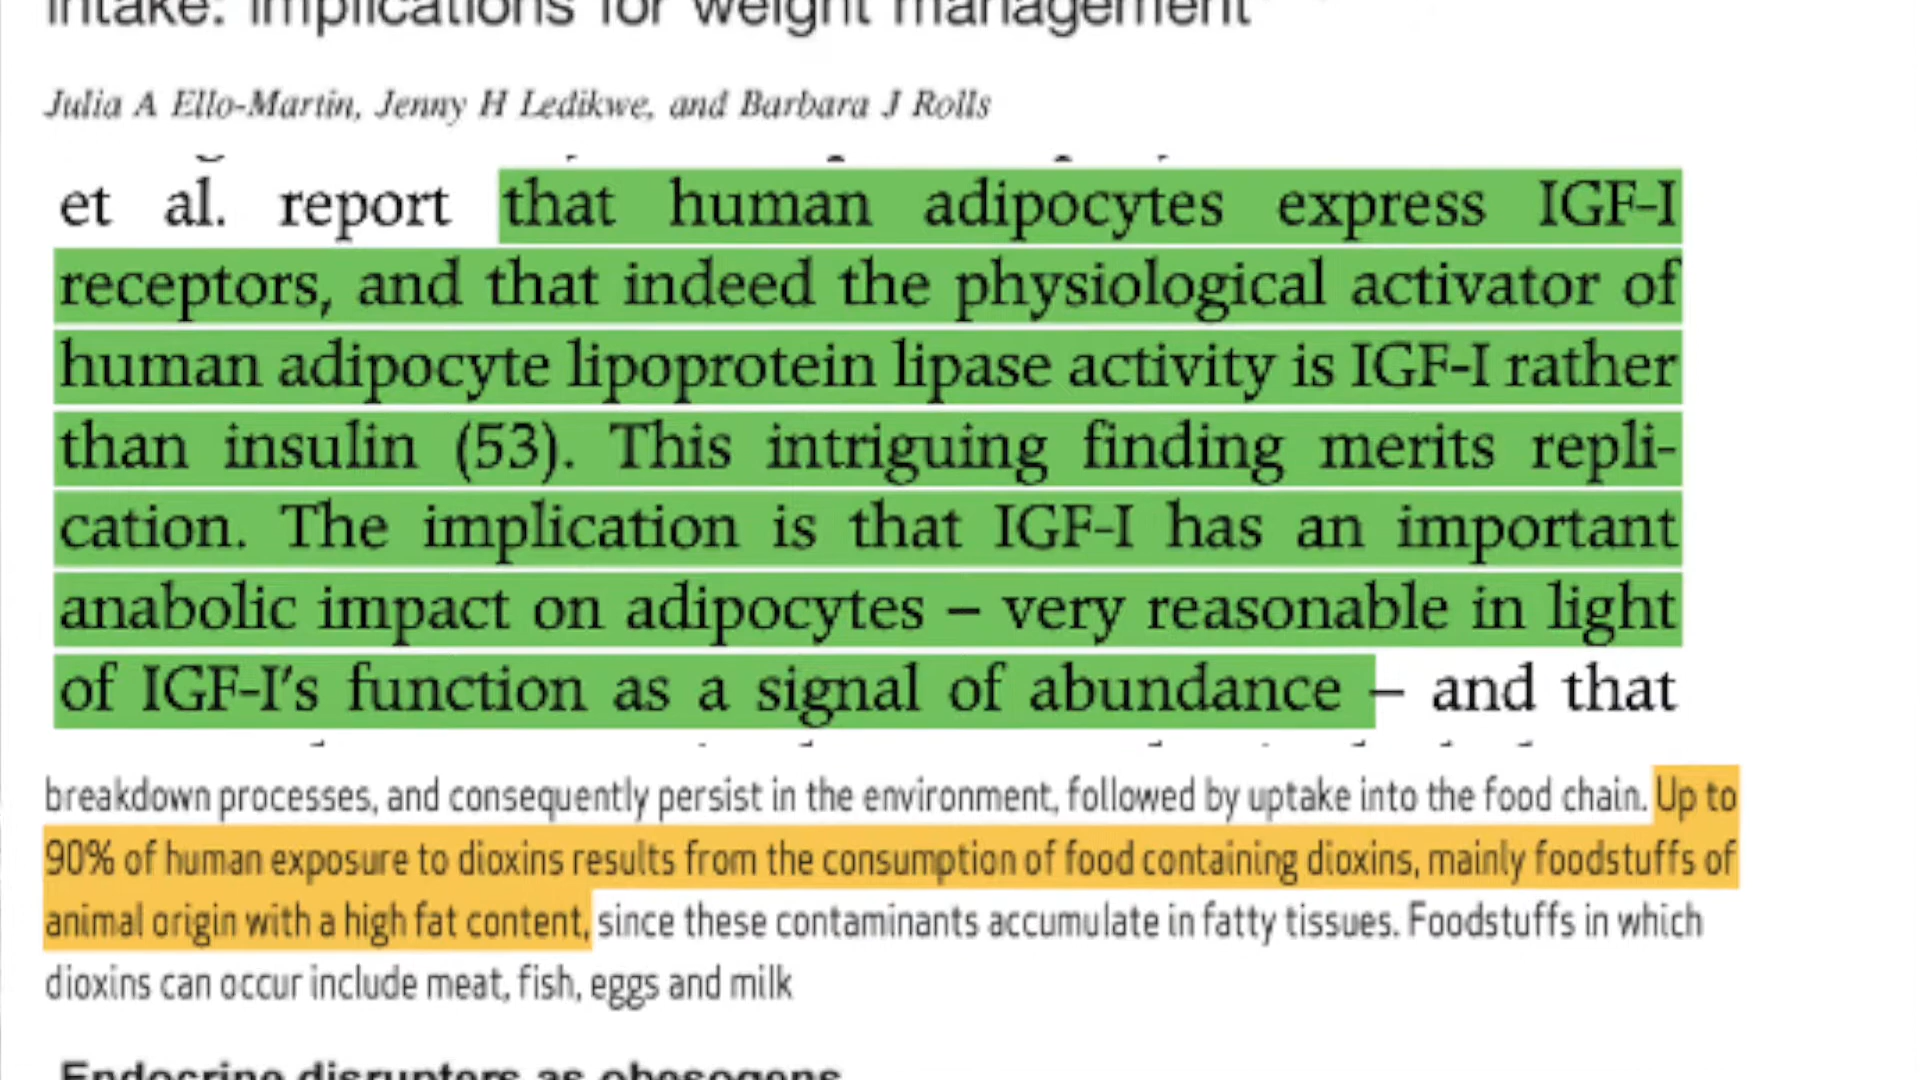 intake: implications for weight management
Julia A Ello-Martin, Jenny H Ledikwe, and Barbara J Rolls
et al. report that human adipocytes express IGF-I
receptors, and that indeed the physiological activator of
human adipocyte lipoprotein lipase activity is IGF-I rather
than insulin (53). This intriguing finding merits repli-
cation. The implication is that IGF-I has an important
anabolic impact on adipocytes – very reasonable in light
of IGF-I's function as a signal of abundance – and that
breakdown processes, and consequently persist in the environment, followed by uptake into the food chain. Up to
90% of human exposure to dioxins results from the consumption of food containing dioxins, mainly foodstuffs of
animal origin with a high fat content, since these contaminants accumulate in fatty tissues. Foodstuffs in which
dioxins can occur include meat, fish, eggs and milk
Endocrine disrupters as obesogens